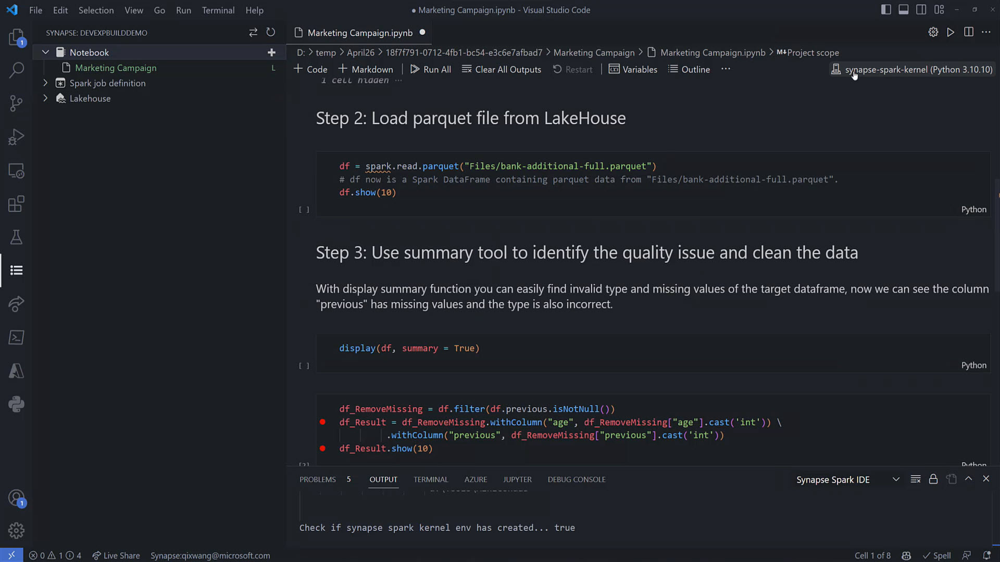 File Edit Selection View Go Run Terminal Help
● Marketing Campaign.ipynb - Visual Studio Code
SYNAPSE: DEVEXPBUILDDEMO
Notebook
Marketing Campaign L
Spark job definition
Lakehouse
1
1
Marketing Campaign.ipynb
D: > temp > April26 > 18f7f791-0712-4fb1-bc54-e3c6e7afbad7 > Marketing Campaign > Marketing Campaign.ipynb > M↓Project scope
+ Code + Markdown Run All Clear All Outputs Restart Variables Outline ··· synapse-spark-kernel (Python 3.10.10)
1 cell hidden ···
Step 2: Load parquet file from LakeHouse
df = spark.read.parquet("Files/bank-additional-full.parquet")
# df now is a Spark DataFrame containing parquet data from "Files/bank-additional-full.parquet".
df.show(10)
[ ] Python
Step 3: Use summary tool to identify the quality issue and clean the data
With display summary function you can easily find invalid type and missing values of the target dataframe, now we can see the column
"previous" has missing values and the type is also incorrect.
display(df, summary = True)
[ ] Python
df_RemoveMissing = df.filter(df.previous.isNotNull())
df_Result = df_RemoveMissing.withColumn("age", df_RemoveMissing["age"].cast('int')) \
.withColumn("previous", df_RemoveMissing["previous"].cast('int'))
df_Result.show(10)
[2] Python
PROBLEMS 5 OUTPUT TERMINAL AZURE JUPYTER DEBUG CONSOLE Synapse Spark IDE
Check if synapse spark kernel env has created... true
0 1 4 Live Share Synapse:qixwang@microsoft.com Cell 1 of 8 Spell